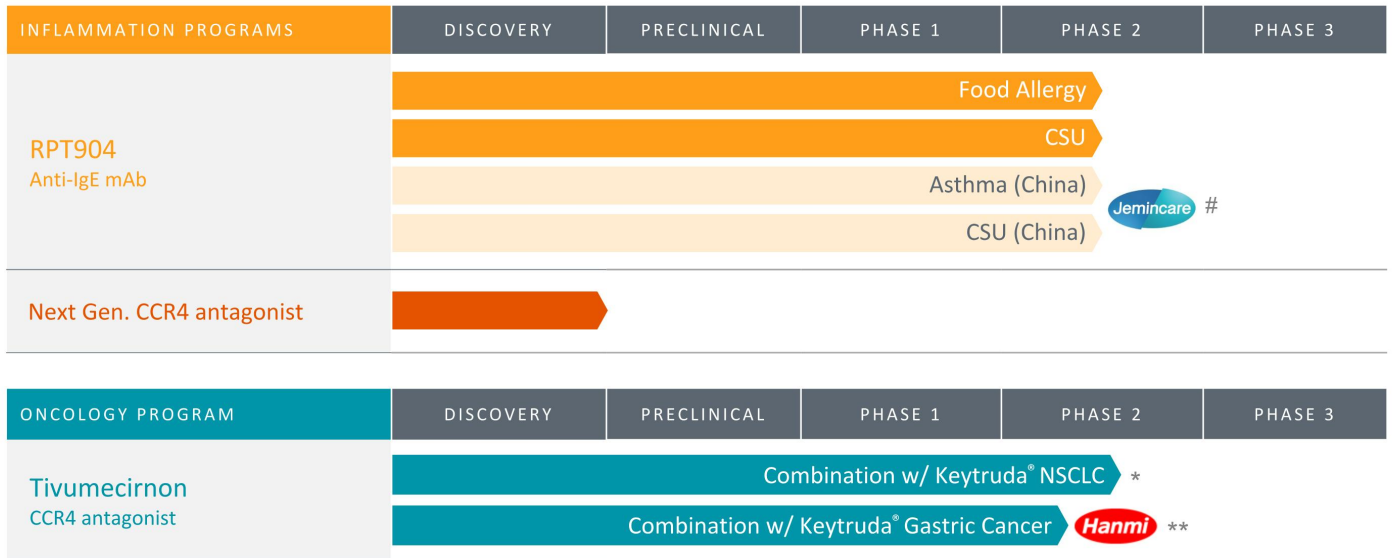 INFLAMMATION PROGRAMS DISCOVERY PRECLINICAL PHASE 1 PHASE 2 PHASE 3
Food Allergy
CSU
RPT904
Anti-IgE mAb
Asthma (China)
Jemincare #
CSU (China)
Next Gen. CCR4 antagonist
ONCOLOGY PROGRAM DISCOVERY PRECLINICAL PHASE 1 PHASE 2 PHASE 3
Tivumecirnon
CCR4 antagonist
Combination w/ Keytruda® NSCLC *
Combination w/ Keytruda® Gastric Cancer Hanmi **